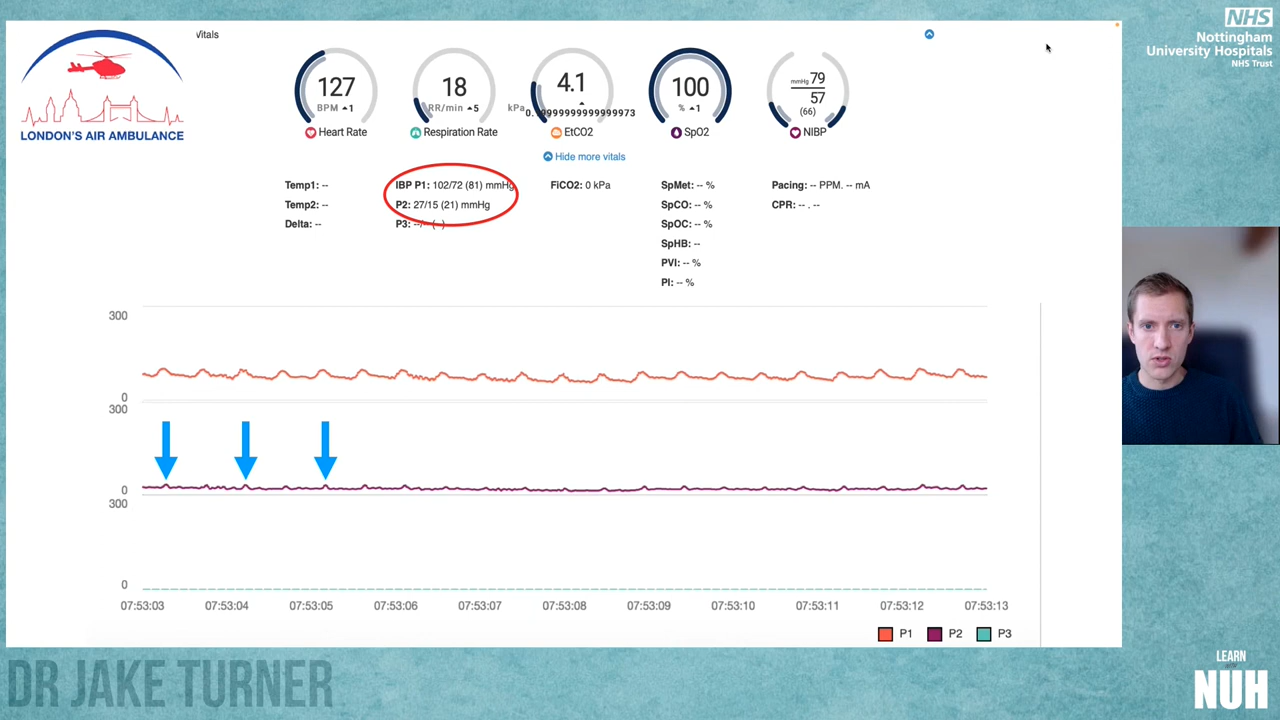 LONDON'S AIR AMBULANCE
Vitals
127
BPM ▲1
Heart Rate
18
RR/min ▲5
Respiration Rate
4.1
kPa
0.19999999999999973
EtCO2
100
% ▲1
SpO2
mmHg 79
57
(66)
NIBP
Hide more vitals
Temp1: --
Temp2: --
Delta: --
IBP P1: 102/72 (81) mmHg
P2: 27/15 (21) mmHg
P3: --/-- (--)
FiCO2: 0 kPa
SpMet: -- %
SpCO: -- %
SpOC: -- %
SpHB: --
PVI: -- %
PI: -- %
Pacing: -- PPM. -- mA
CPR: -- . --
300
0
300
0
300
0
07:53:03 07:53:04 07:53:05 07:53:06 07:53:07 07:53:08 07:53:09 07:53:10 07:53:11 07:53:12 07:53:13
P1 P2 P3
NHS
Nottingham
University Hospitals
NHS Trust
DR JAKE TURNER
LEARN
NUH